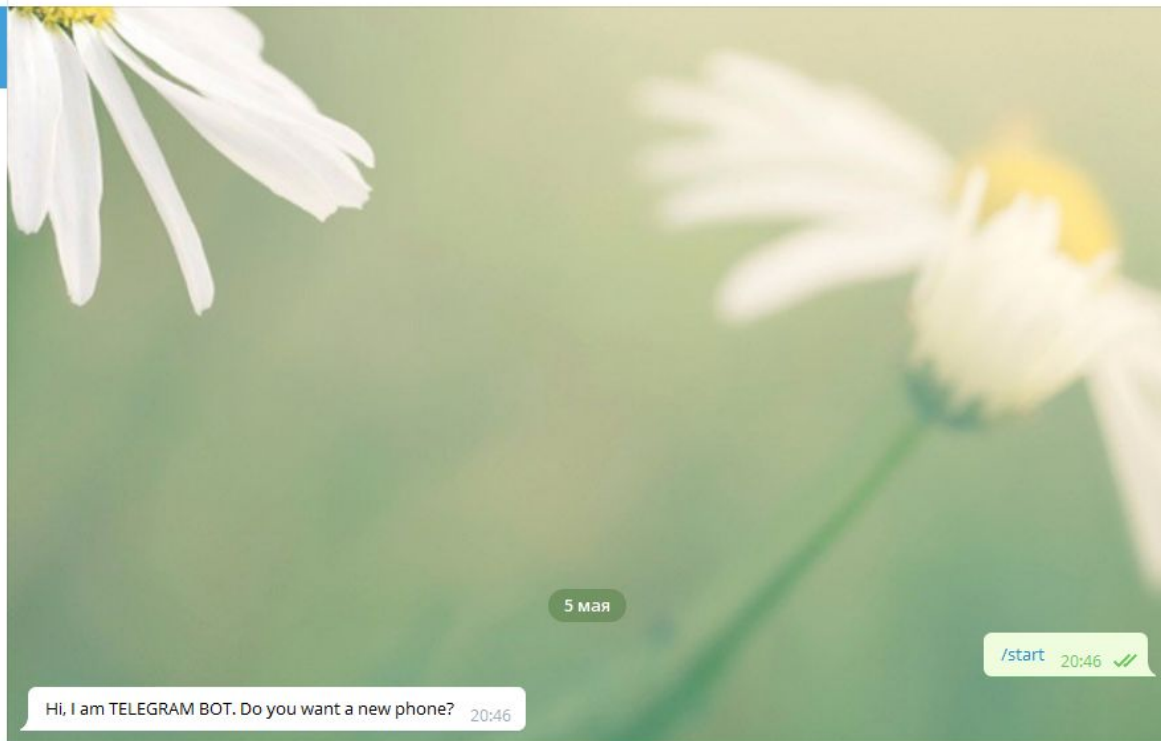 5 мая
/start 20:46
Hi, I am TELEGRAM BOT. Do you want a new phone? 20:46